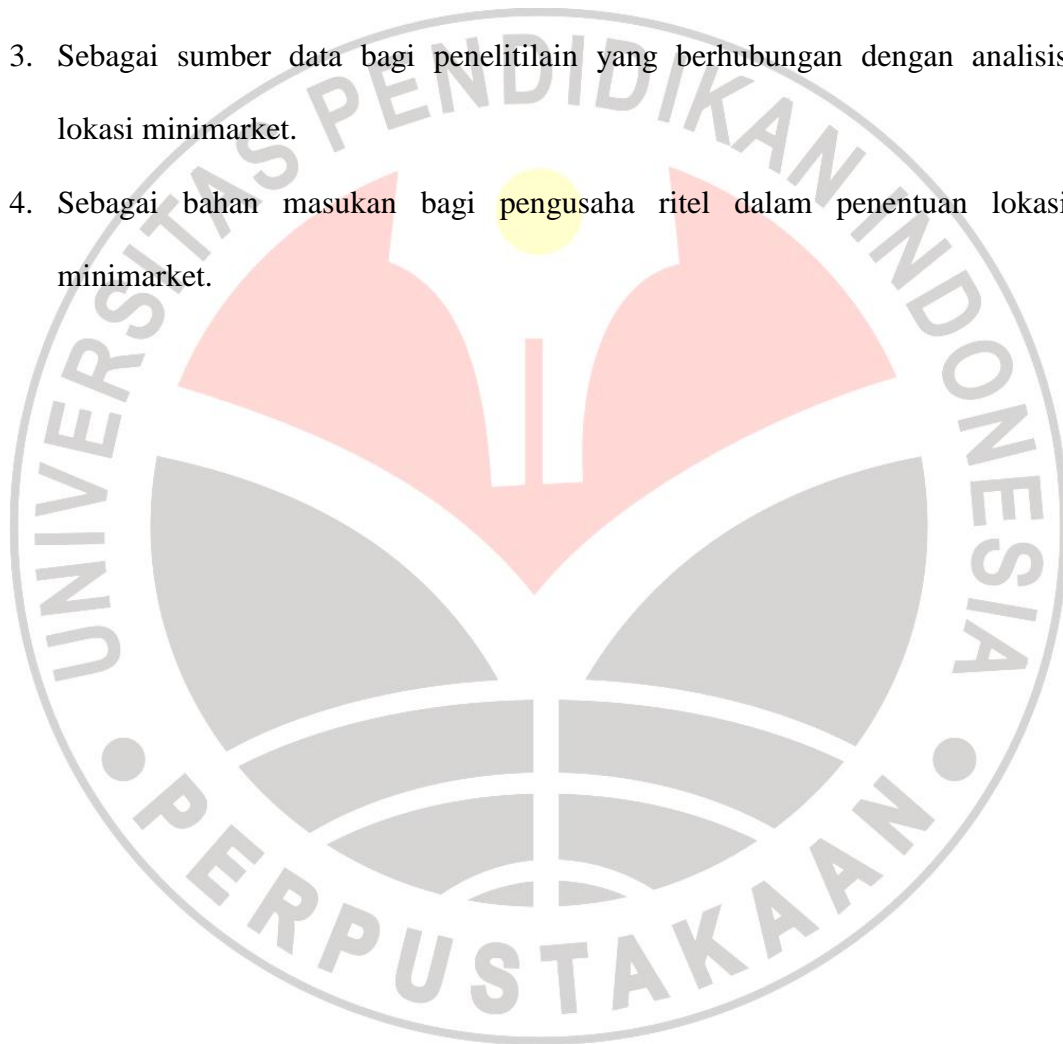 3. Sebagai sumber data bagi penelitilain yang berhubungan dengan analisis
lokasi minimarket.
4. Sebagai bahan masukan bagi pengusaha ritel dalam penentuan lokasi
minimarket.
UNIVERSITAS PENDIDIKAN INDONESIA
PERPUSTAKAAN